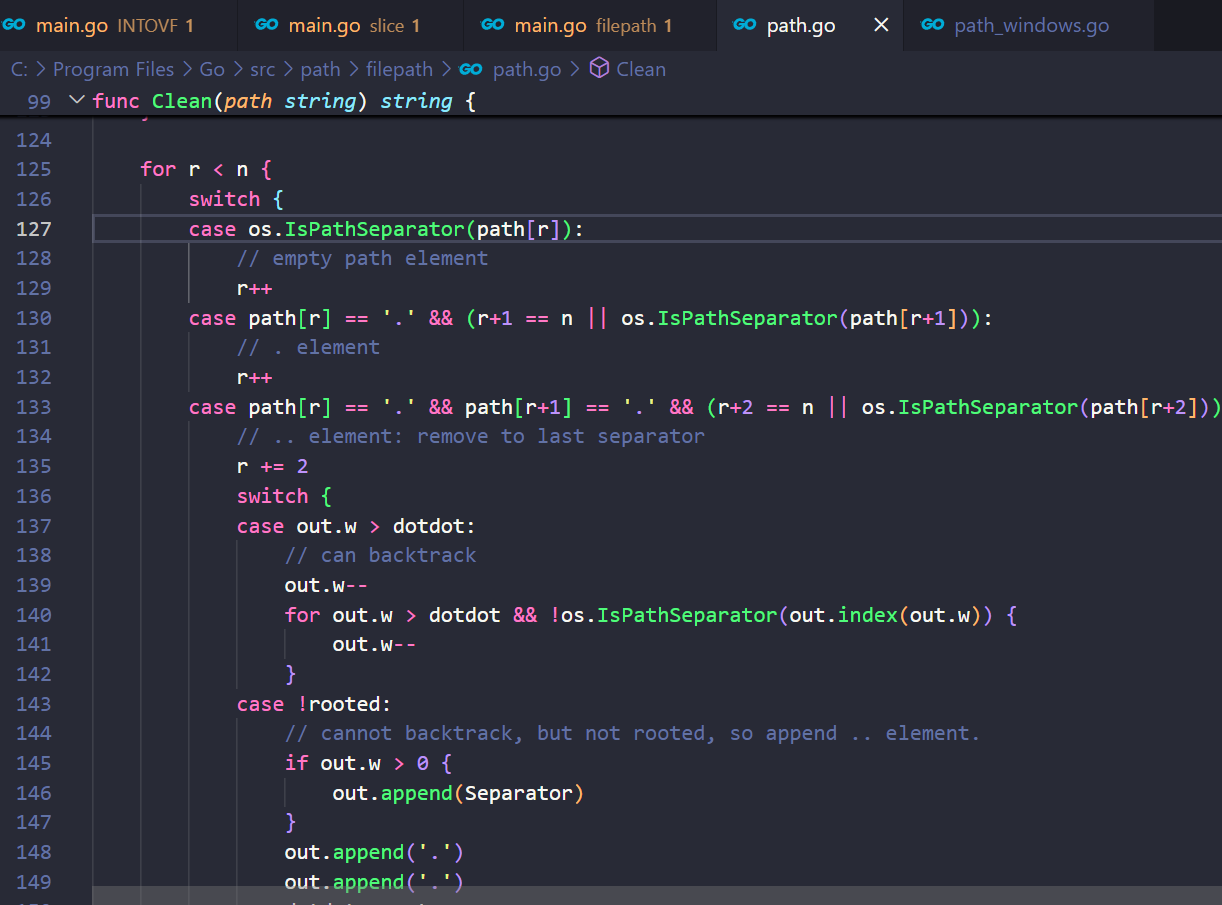 GO main.go INTOVF 1 GO main.go slice 1 GO main.go filepath 1 GO path.go GO path_windows.go
C: > Program Files > Go > src > path > filepath > GO path.go > Clean
99 func Clean(path string) string {
124
125 for r < n {
126 switch {
127 case os.IsPathSeparator(path[r]):
128 // empty path element
129 r++
130 case path[r] == '.' && (r+1 == n || os.IsPathSeparator(path[r+1])):
131 // . element
132 r++
133 case path[r] == '.' && path[r+1] == '.' && (r+2 == n || os.IsPathSeparator(path[r+2]))
134 // .. element: remove to last separator
135 r += 2
136 switch {
137 case out.w > dotdot:
138 // can backtrack
139 out.w--
140 for out.w > dotdot && !os.IsPathSeparator(out.index(out.w)) {
141 out.w--
142 }
143 case !rooted:
144 // cannot backtrack, but not rooted, so append .. element.
145 if out.w > 0 {
146 out.append(Separator)
147 }
148 out.append('.')
149 out.append('.')